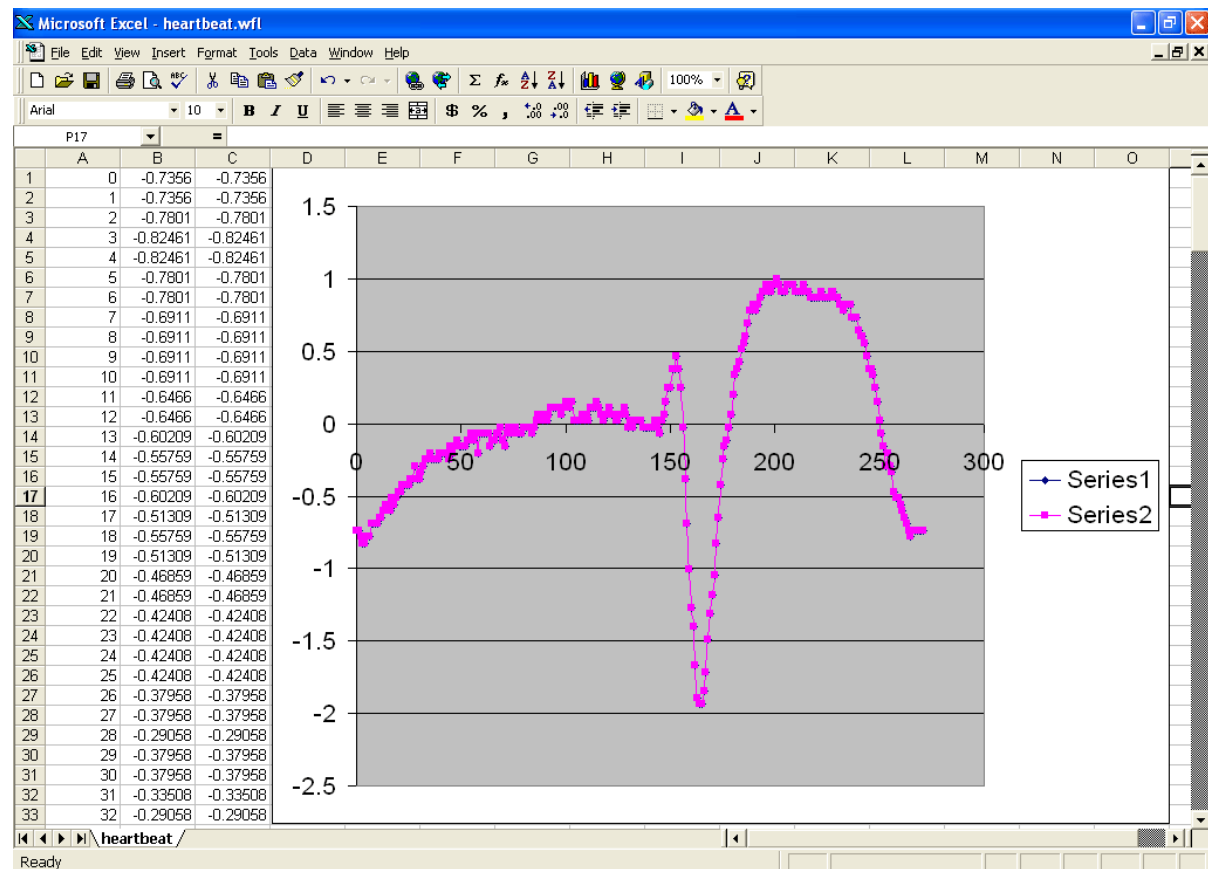 Microsoft Excel - heartbeat.wfl
File Edit View Insert Format Tools Data Window Help
100%
Arial 10 B I U $ % ,
P17 =
A B C D E F G H I J K L M N O
1 0 -0.7356 -0.7356
2 1 -0.7356 -0.7356
3 2 -0.7801 -0.7801
4 3 -0.82461 -0.82461
5 4 -0.82461 -0.82461
6 5 -0.7801 -0.7801
7 6 -0.7801 -0.7801
8 7 -0.6911 -0.6911
9 8 -0.6911 -0.6911
10 9 -0.6911 -0.6911
11 10 -0.6911 -0.6911
12 11 -0.6466 -0.6466
13 12 -0.6466 -0.6466
14 13 -0.60209 -0.60209
15 14 -0.55759 -0.55759
16 15 -0.55759 -0.55759
17 16 -0.60209 -0.60209
18 17 -0.51309 -0.51309
19 18 -0.55759 -0.55759
20 19 -0.51309 -0.51309
21 20 -0.46859 -0.46859
22 21 -0.46859 -0.46859
23 22 -0.42408 -0.42408
24 23 -0.42408 -0.42408
25 24 -0.42408 -0.42408
26 25 -0.42408 -0.42408
27 26 -0.37958 -0.37958
28 27 -0.37958 -0.37958
29 28 -0.29058 -0.29058
30 29 -0.37958 -0.37958
31 30 -0.37958 -0.37958
32 31 -0.33508 -0.33508
33 32 -0.29058 -0.29058
1.5
1
0.5
0
-0.5
-1
-1.5
-2
-2.5
0 50 100 150 200 250 300
Series1
Series2
heartbeat
Ready